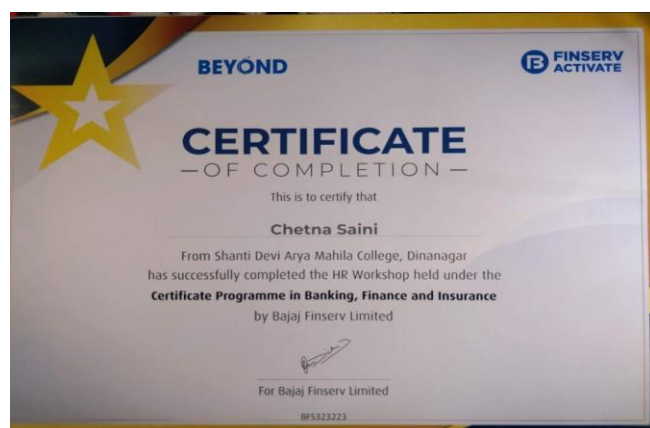 BEYOND
FINSERV
ACTIVATE
CERTIFICATE
—OF COMPLETION—
This is to certify that
Chetna Saini
From Shanti Devi Arya Mahila College, Dinanagar
has successfully completed the HR Workshop held under the
Certificate Programme in Banking, Finance and Insurance
by Bajaj Finserv Limited
For Bajaj Finserv Limited
BFS323223